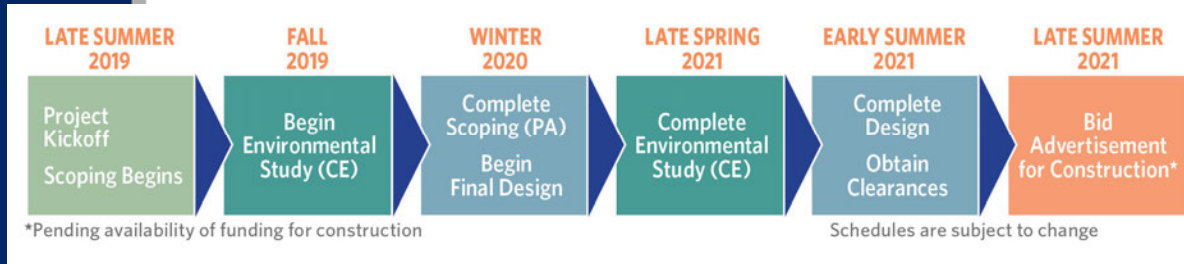 LATE SUMMER
2019
FALL
2019
WINTER
2020
LATE SPRING
2021
EARLY SUMMER
2021
LATE SUMMER
2021
Project
Kickoff
Scoping Begins
Begin
Environmental
Study (CE)
Complete
Scoping (PA)
Begin
Final Design
Complete
Environmental
Study (CE)
Complete
Design
Obtain
Clearances
Bid
Advertisement
for Construction*
*Pending availability of funding for construction
Schedules are subject to change